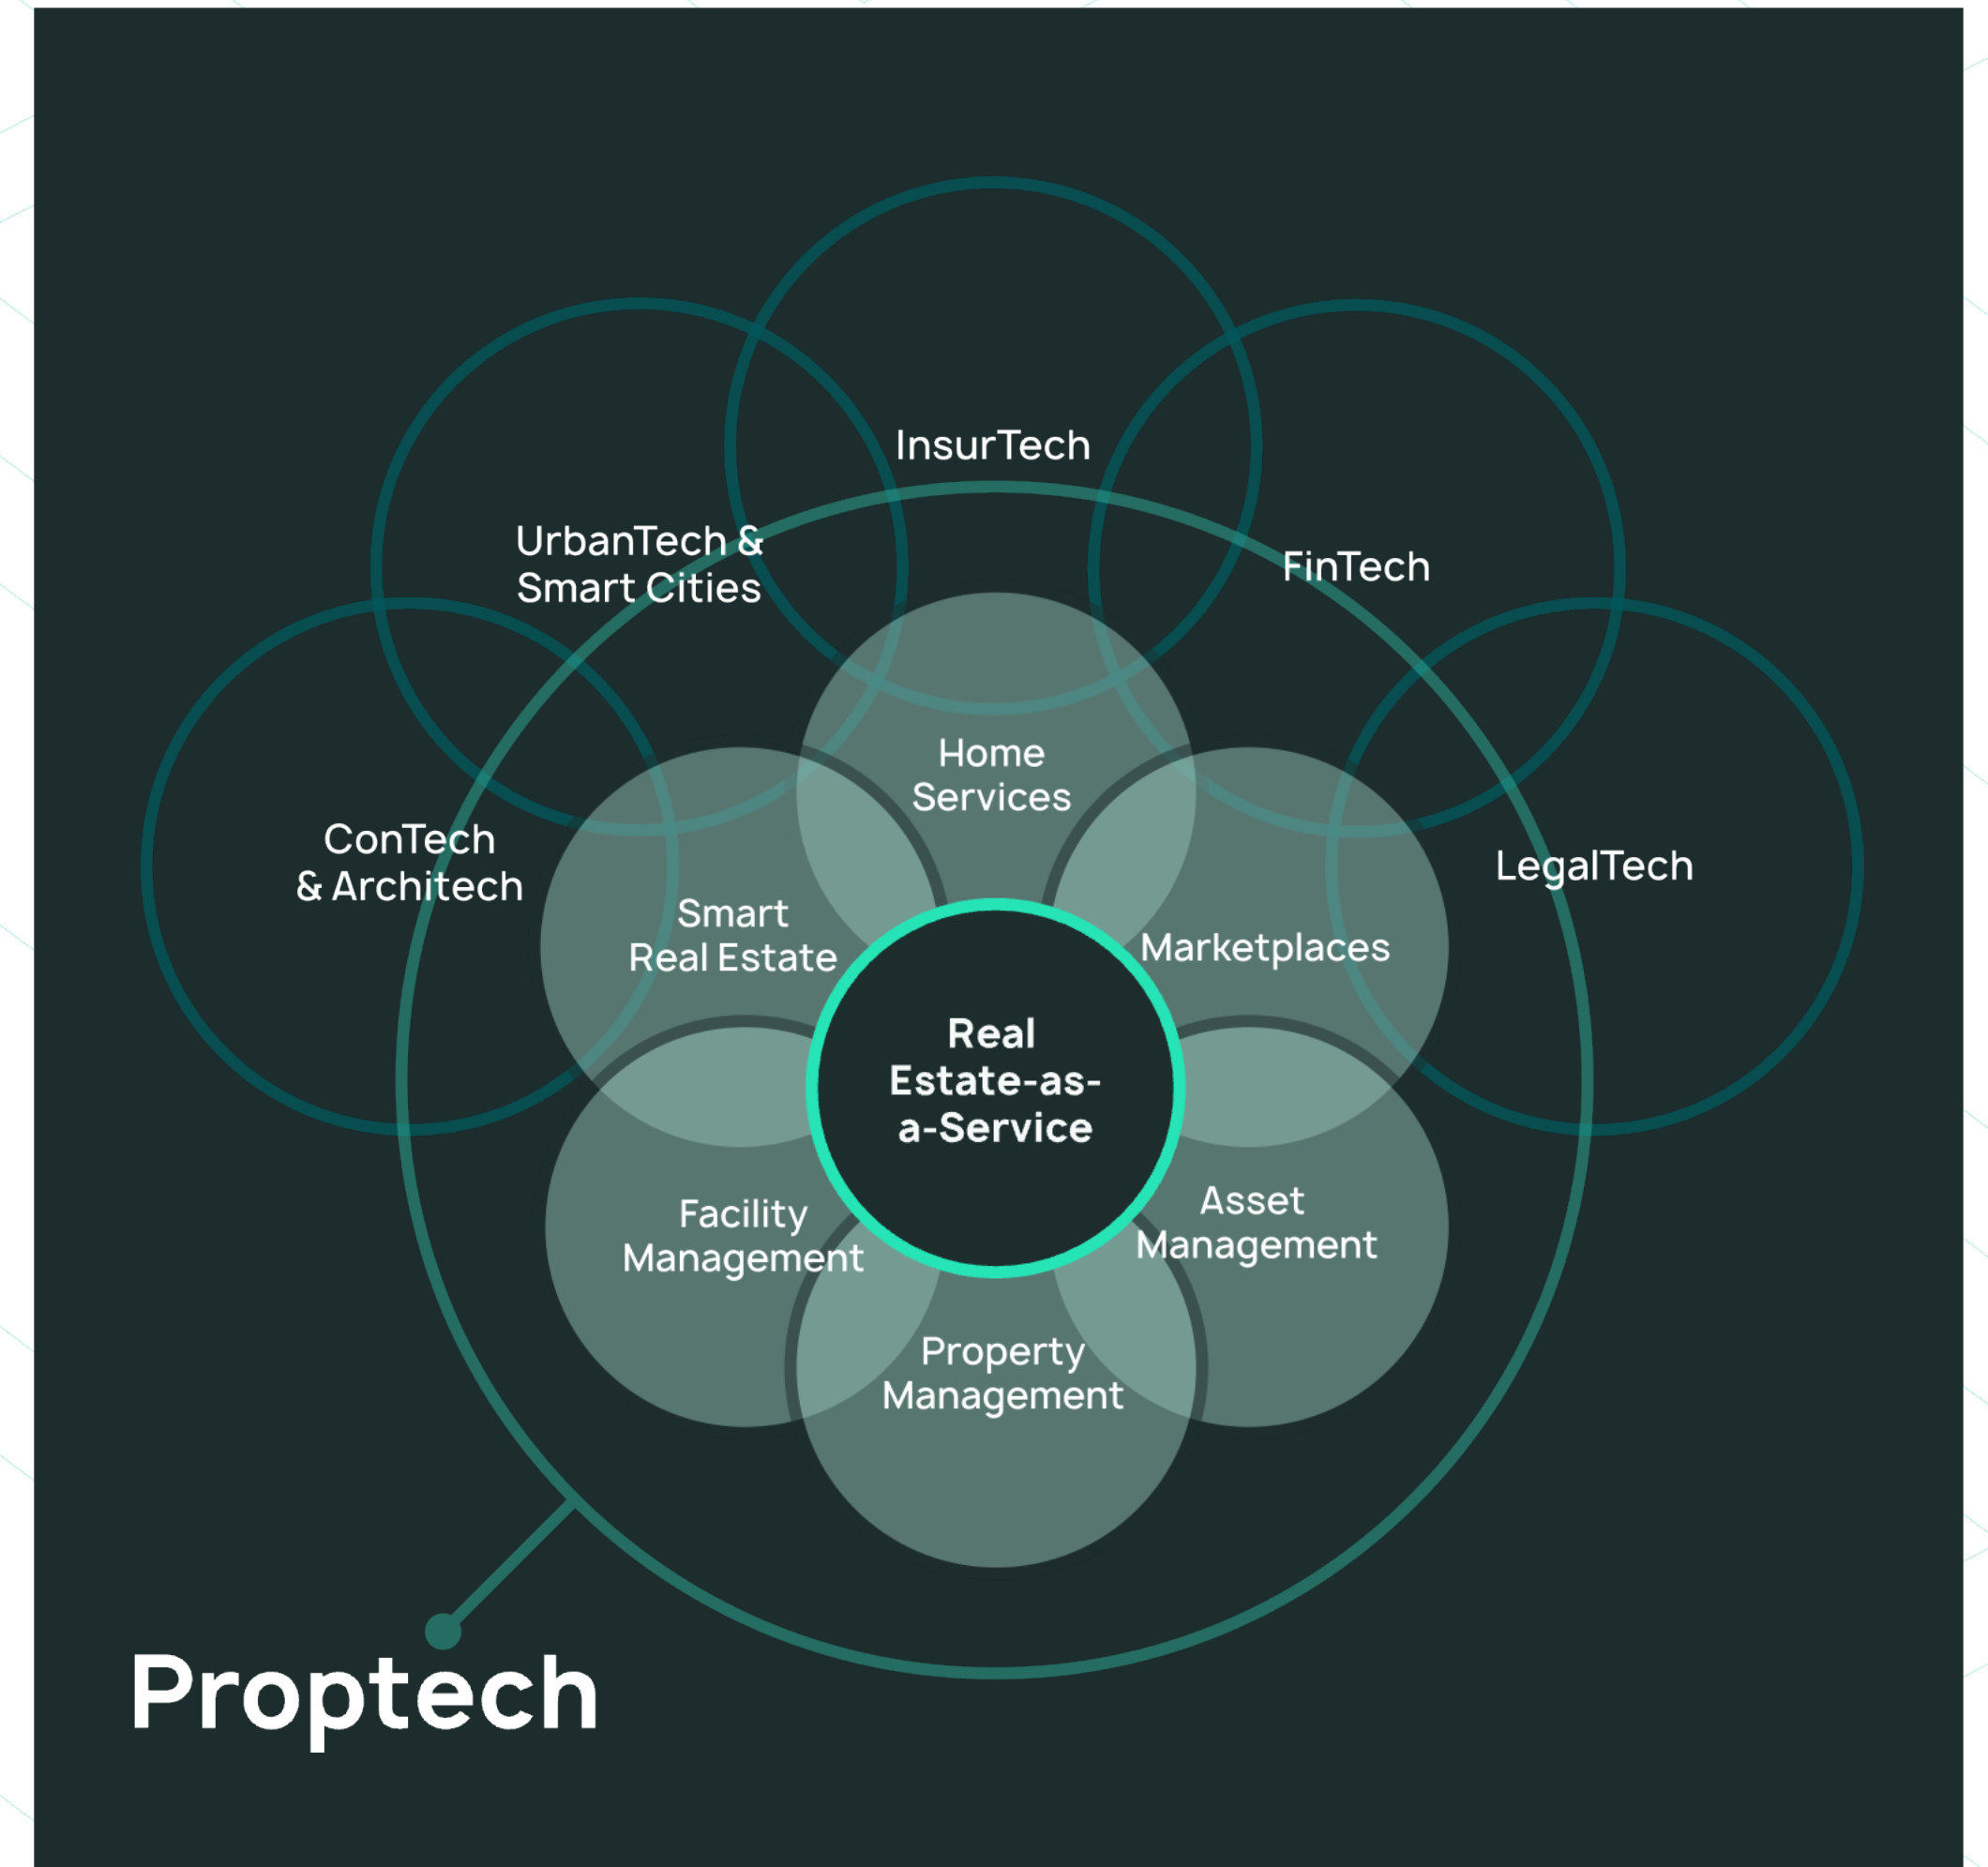 InsurTech
UrbanTech &
Smart Cities
FinTech
Home
Services
ConTech
& Architech
LegalTech
Smart
Real Estate
Marketplaces
Real
Estate-as-
a-Service
Facility
Management
Asset
Management
Property
Management
Proptech